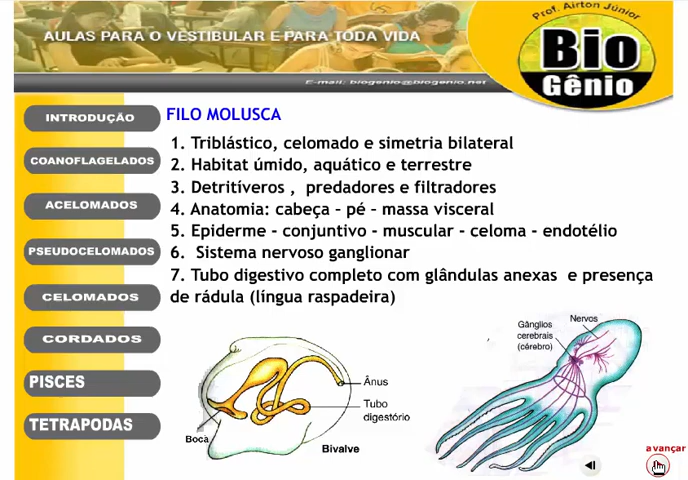 Prof. Airton Júnior
AULAS PARA O VESTIBULAR E PARA TODA VIDA
Bio
Gênio
E-mail: biogenio@biogenio.net
INTRODUÇÃO
COANOFLAGELADOS
ACELOMADOS
PSEUDOCELOMADOS
CELOMADOS
CORDADOS
PISCES
TETRAPODAS
FILO MOLUSCA
1. Triblástico, celomado e simetria bilateral
2. Habitat úmido, aquático e terrestre
3. Detritíveros , predadores e filtradores
4. Anatomia: cabeça – pé – massa visceral
5. Epiderme - conjuntivo - muscular - celoma - endotélio
6. Sistema nervoso ganglionar
7. Tubo digestivo completo com glândulas anexas e presença
de rádula (língua raspadeira)
Ânus
Tubo
digestório
Boca
Bivalve
Nervos
Gânglios
cerebrais
(cérebro)
avançar